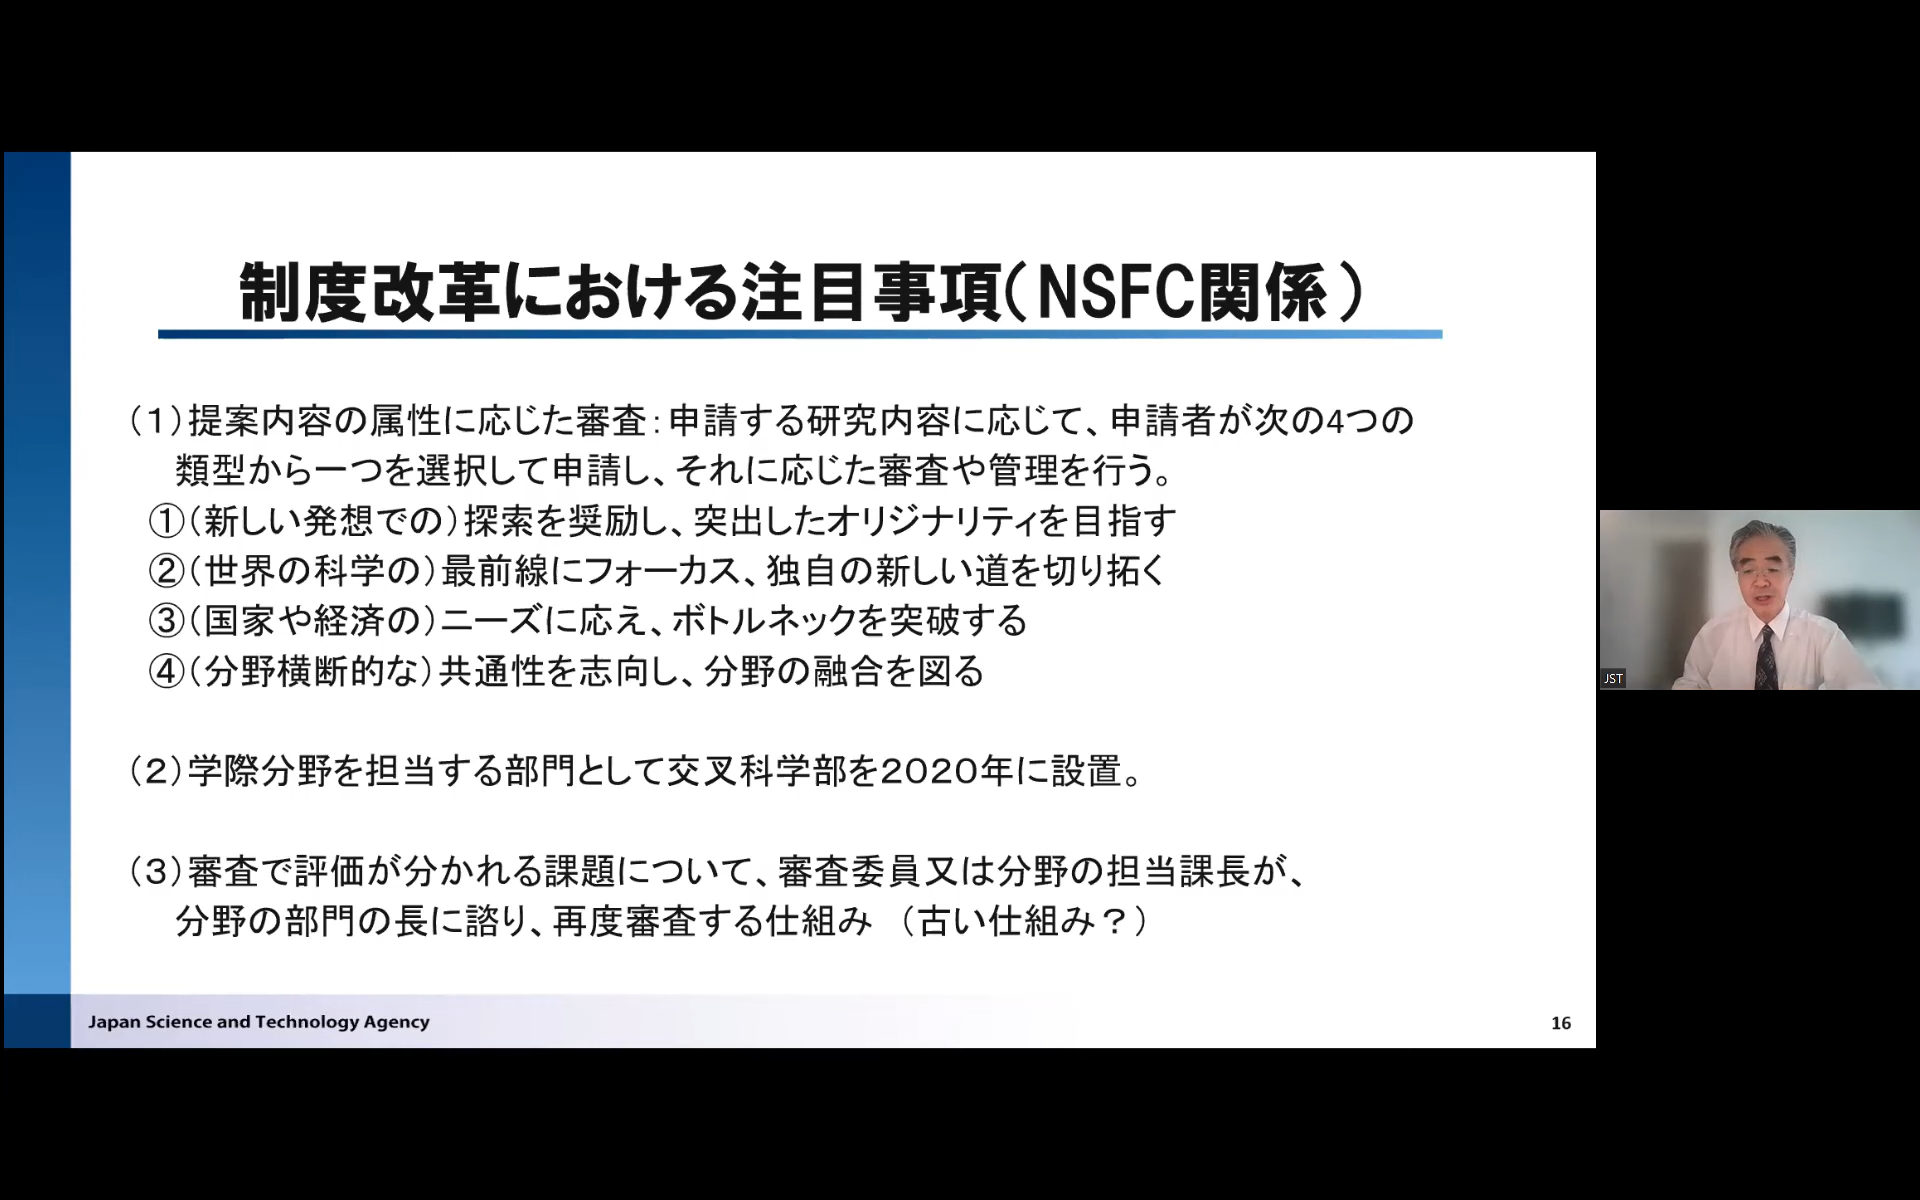 制度改革における注目事項(NSFC関係)
(1)提案内容の属性に応じた審査:申請する研究内容に応じて、申請者が次の4つの
類型から一つを選択して申請し、それに応じた審査や管理を行う。
①(新しい発想での)探索を奨励し、突出したオリジナリティを目指す
②(世界の科学の)最前線にフォーカス、独自の新しい道を切り拓く
③(国家や経済の)ニーズに応え、ボトルネックを突破する
④(分野横断的な)共通性を志向し、分野の融合を図る
(2)学際分野を担当する部門として交叉科学部を2020年に設置。
(3)審査で評価が分かれる課題について、審査委員又は分野の担当課長が、
分野の部門の長に諮り、再度審査する仕組み (古い仕組み?)
Japan Science and Technology Agency
16
JST